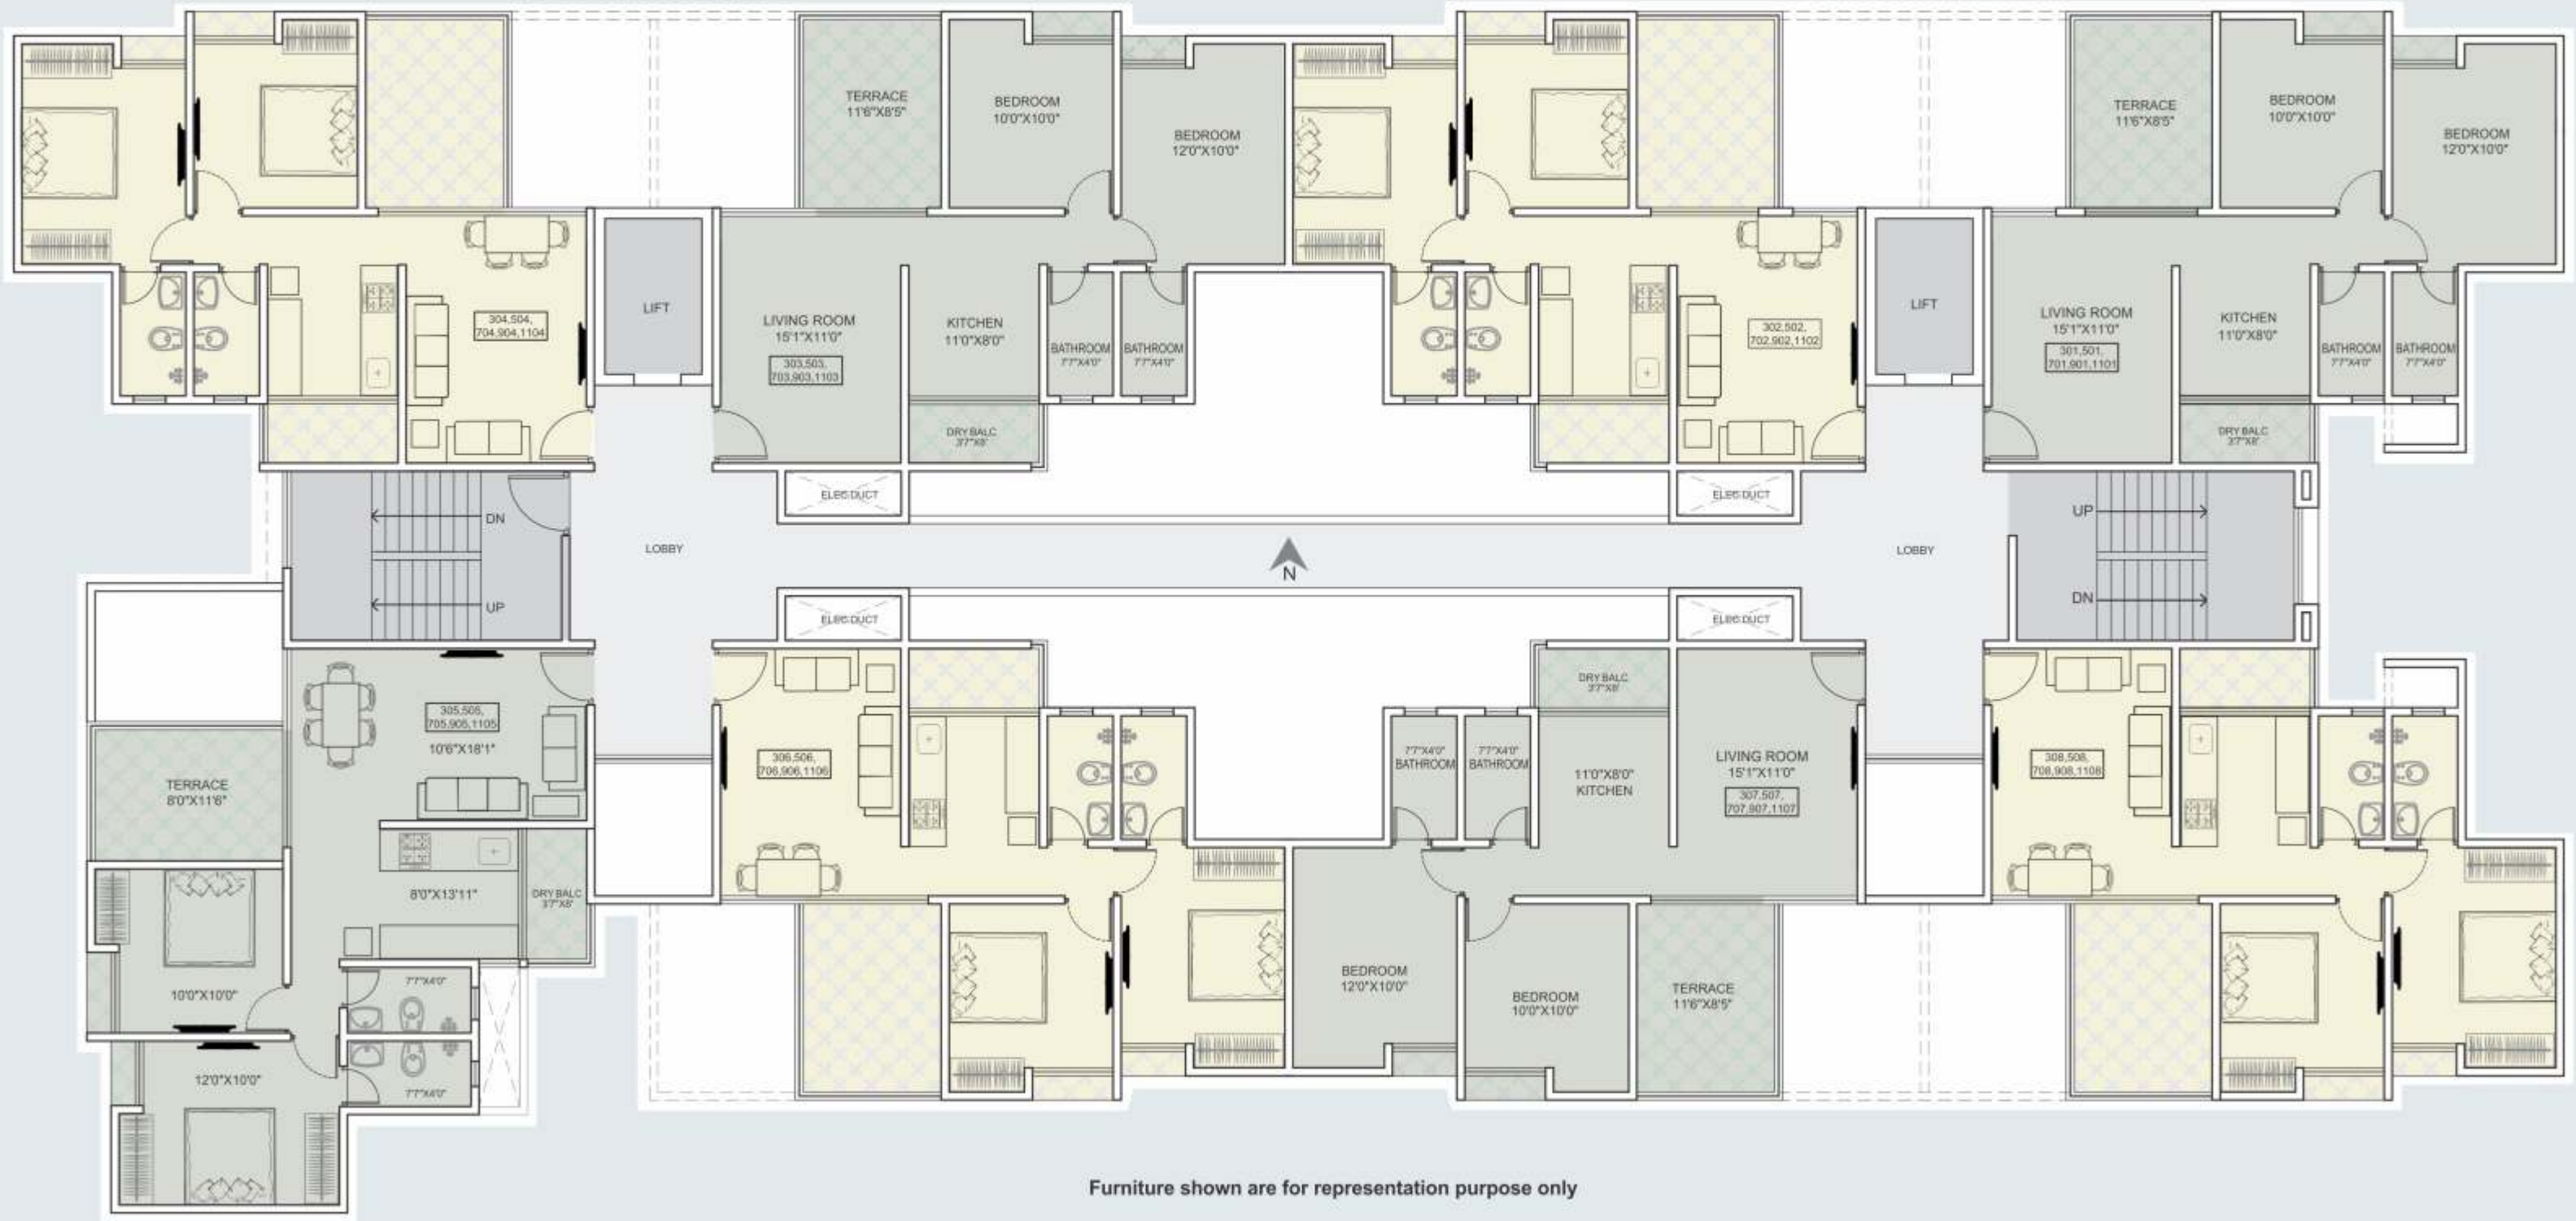 TERRACE
11'6"X8'5"
BEDROOM
10'0"X10'0"
BEDROOM
12'0"X10'0"
TERRACE
11'6"X8'5"
BEDROOM
10'0"X10'0"
BEDROOM
12'0"X10'0"
304,504,
704,904,1104
LIFT
LIVING ROOM
15'1"X11'0"
303,503,
703,903,1103
KITCHEN
11'0"X8'0"
BATHROOM
7'7"X4'0"
BATHROOM
7'7"X4'0"
DRY BALC
3'7"X8'
302,502,
702,902,1102
LIFT
LIVING ROOM
15'1"X11'0"
301,501,
701,901,1101
KITCHEN
11'0"X8'0"
BATHROOM
7'7"X4'0"
BATHROOM
7'7"X4'0"
DRY BALC
3'7"X8'
ELEC.DUCT
ELEC.DUCT
DN
UP
LOBBY
N
LOBBY
UP
DN
ELEC.DUCT
ELEC.DUCT
305,505,
705,905,1105
10'6"X18'1"
TERRACE
8'0"X11'6"
8'0"X13'11"
DRY BALC
3'7"X8'
10'0"X10'0"
7'7"X4'0"
12'0"X10'0"
7'7"X4'0"
306,506,
706,906,1106
DRY BALC
3'7"X8'
7'7"X4'0"
BATHROOM
7'7"X4'0"
BATHROOM
11'0"X8'0"
KITCHEN
LIVING ROOM
15'1"X11'0"
307,507,
707,907,1107
BEDROOM
12'0"X10'0"
BEDROOM
10'0"X10'0"
TERRACE
11'6"X8'5"
308,508,
708,908,1108
Furniture shown are for representation purpose only